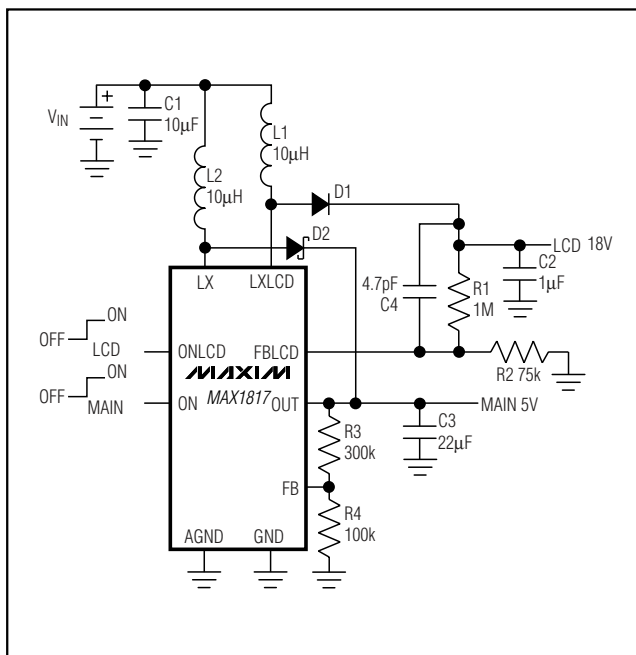 VIN
+
C1
10µF
L1
10µH
L2
10µH
D1
D2
LX
LXLCD
4.7pF
C4
R1
1M
LCD 18V
C2
1µF
OFF ON
LCD
ONLCD
FBLCD
R2 75k
OFF ON
MAIN
ON
MAXIM
MAX1817
OUT
MAIN 5V
R3
300k
C3
22µF
FB
R4
100k
AGND
GND